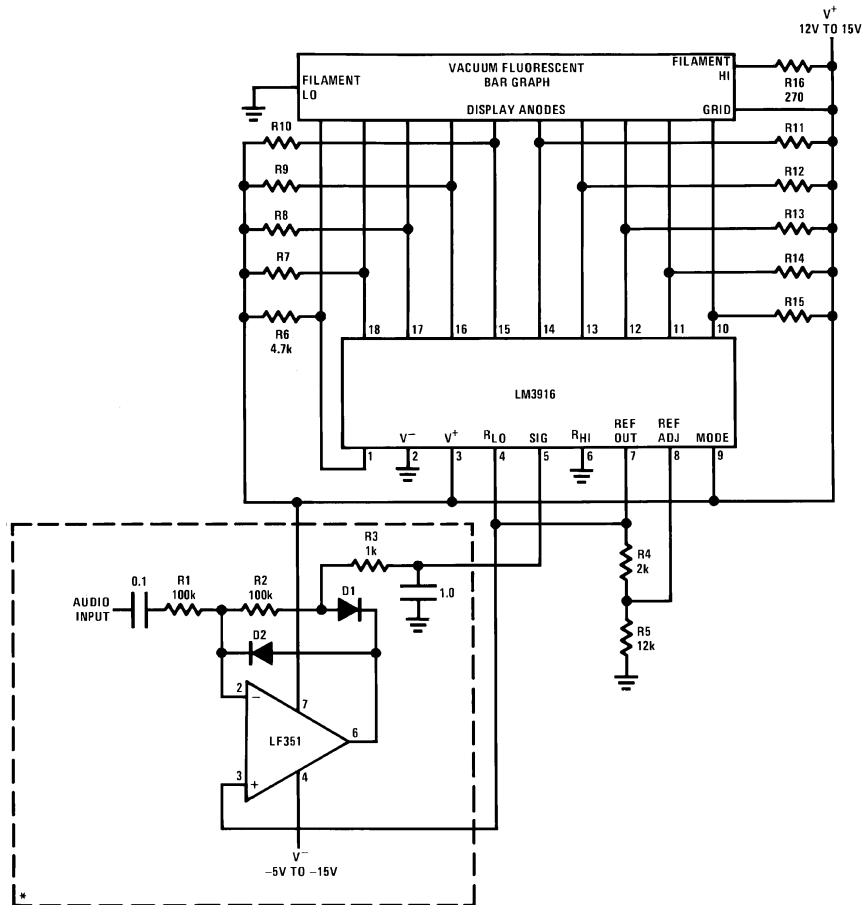 V+
12V TO 15V
FILAMENT
LO
VACUUM FLUORESCENT
BAR GRAPH
DISPLAY ANODES
FILAMENT
HI
GRID
R16
270
R10
R11
R9
R12
R8
R13
R7
R14
R6
4.7k
R15
18 17 16 15 14 13 12 11 10
LM3916
V− V+ RLO SIG RHI REF OUT REF ADJ MODE
1 2 3 4 5 6 7 8 9
R3
1k
R4
2k
0.1
R1
100k
R2
100k
D1
1.0
AUDIO
INPUT
D2
R5
12k
2
−
7
LF351
6
3
+
4
V−
−5V TO −15V
*